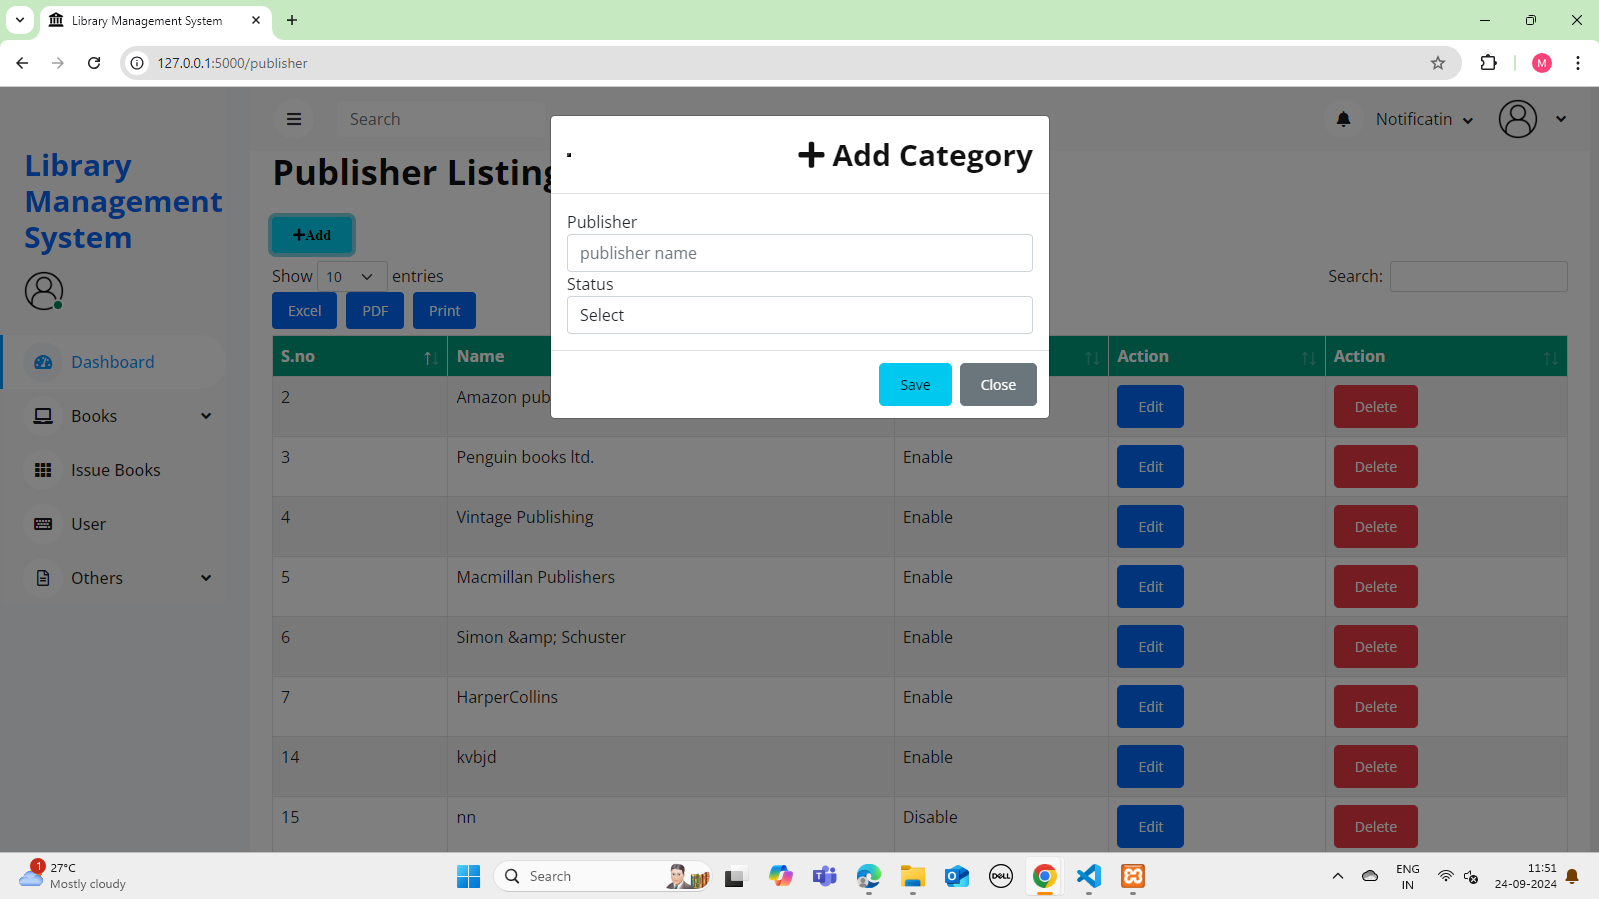 Library Management System
127.0.0.1:5000/publisher
M
Search
Notificatin
Library
Management
System
Dashboard
Books
Issue Books
User
Others
Publisher Listing
Add
Show 10 entries
Search:
Excel PDF Print
Add Category
Publisher
publisher name
Status
Select
Save Close
S.no Name Action Action
2 Amazon pub Edit Delete
3 Penguin books ltd. Enable Edit Delete
4 Vintage Publishing Enable Edit Delete
5 Macmillan Publishers Enable Edit Delete
6 Simon &amp; Schuster Enable Edit Delete
7 HarperCollins Enable Edit Delete
14 kvbjd Enable Edit Delete
15 nn Disable Edit Delete
1
27°C
Mostly cloudy
Search
DELL
ENG
IN
11:51
24-09-2024